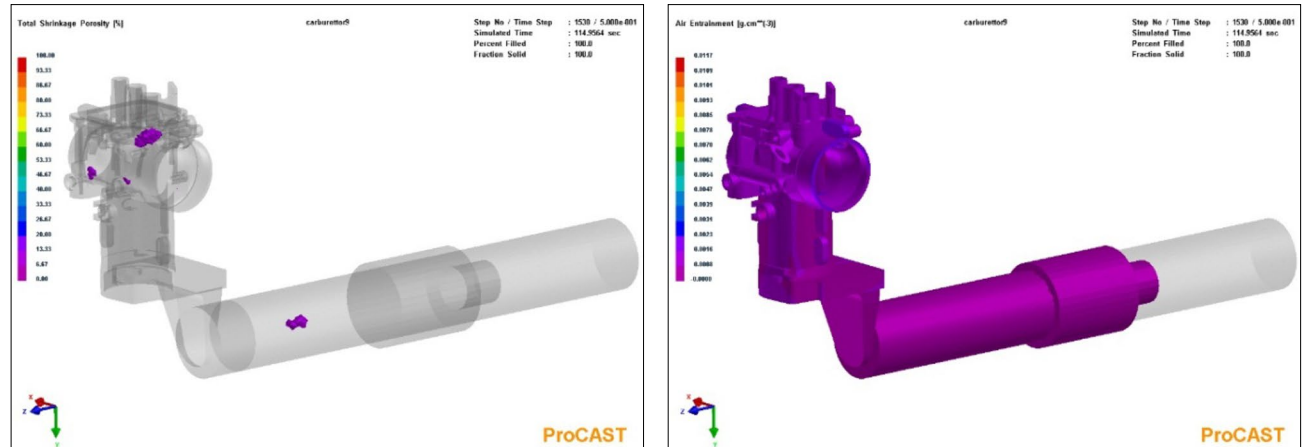 Total Shrinkage Porosity [%]
carburettor9
Step No / Time Step : 1530 / 5.000e-001
Simulated Time : 114.9564 sec
Percent Filled : 100.0
Fraction Solid : 100.0
100.00
93.33
86.67
80.00
73.33
66.67
60.00
53.33
46.67
40.00
33.33
26.67
20.00
13.33
6.67
0.00
X
Z
Y
ProCAST
Air Entrainment [g.cm**(-3)]
carburettor9
Step No / Time Step : 1530 / 5.000e-001
Simulated Time : 114.9564 sec
Percent Filled : 100.0
Fraction Solid : 100.0
0.0117
0.0109
0.0101
0.0093
0.0085
0.0078
0.0070
0.0062
0.0054
0.0047
0.0039
0.0031
0.0023
0.0016
0.0008
-0.0000
X
Z
Y
ProCAST